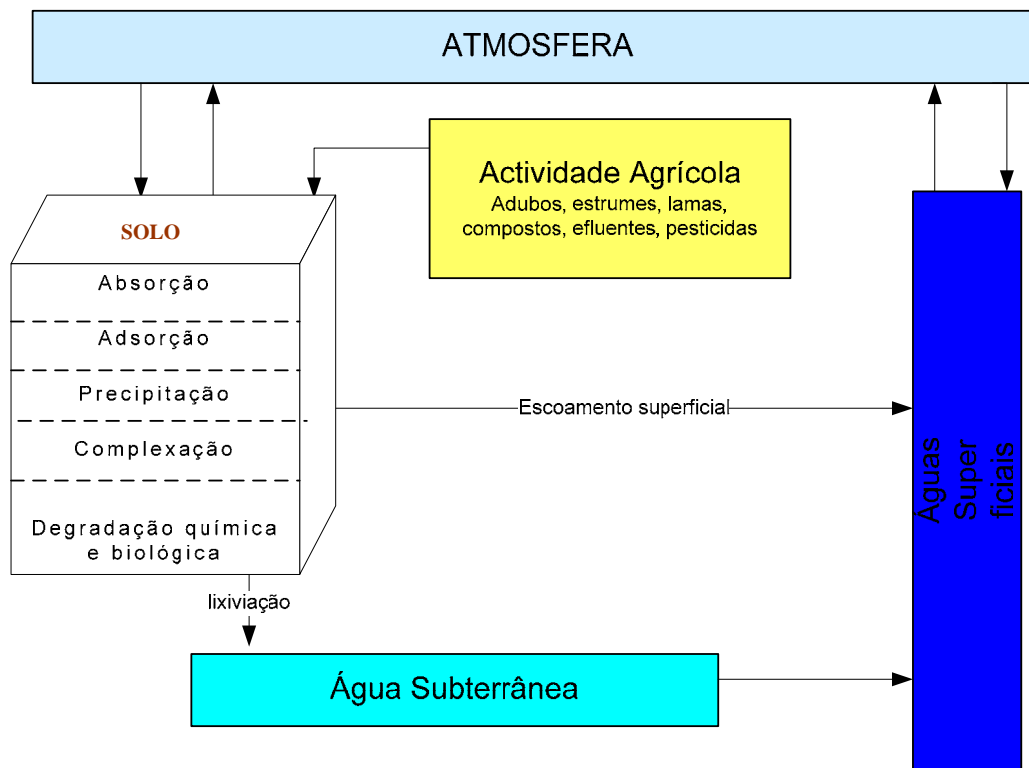 ATMOSFERA
Actividade Agrícola
Adubos, estrumes, lamas,
compostos, efluentes, pesticidas
SOLO
Absorção
Adsorção
Precipitação
Complexação
Degradação química
e biológica
Escoamento superficial
lixiviação
Água Subterrânea
Águas
Super
ficiais